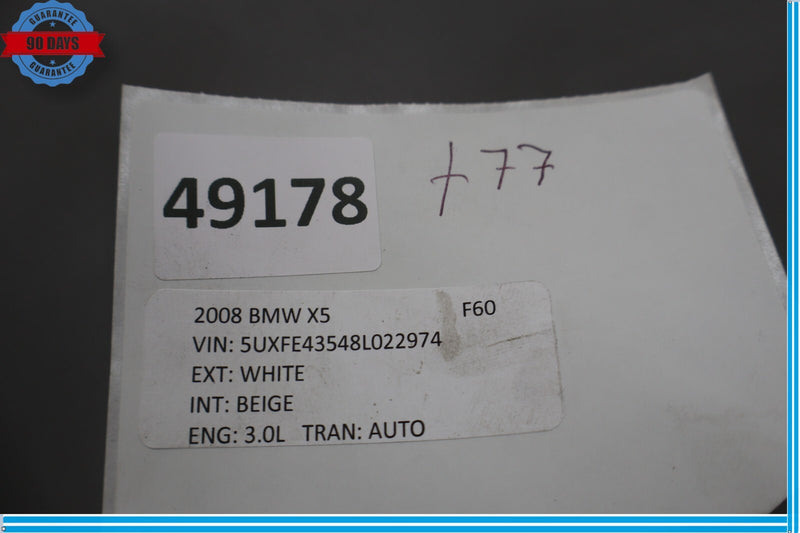 GUARANTEE
90 DAYS
GUARANTEE
49178
f 77
2008 BMW X5 F60
VIN: 5UXFE43548L022974
EXT: WHITE
INT: BEIGE
ENG: 3.0L TRAN: AUTO